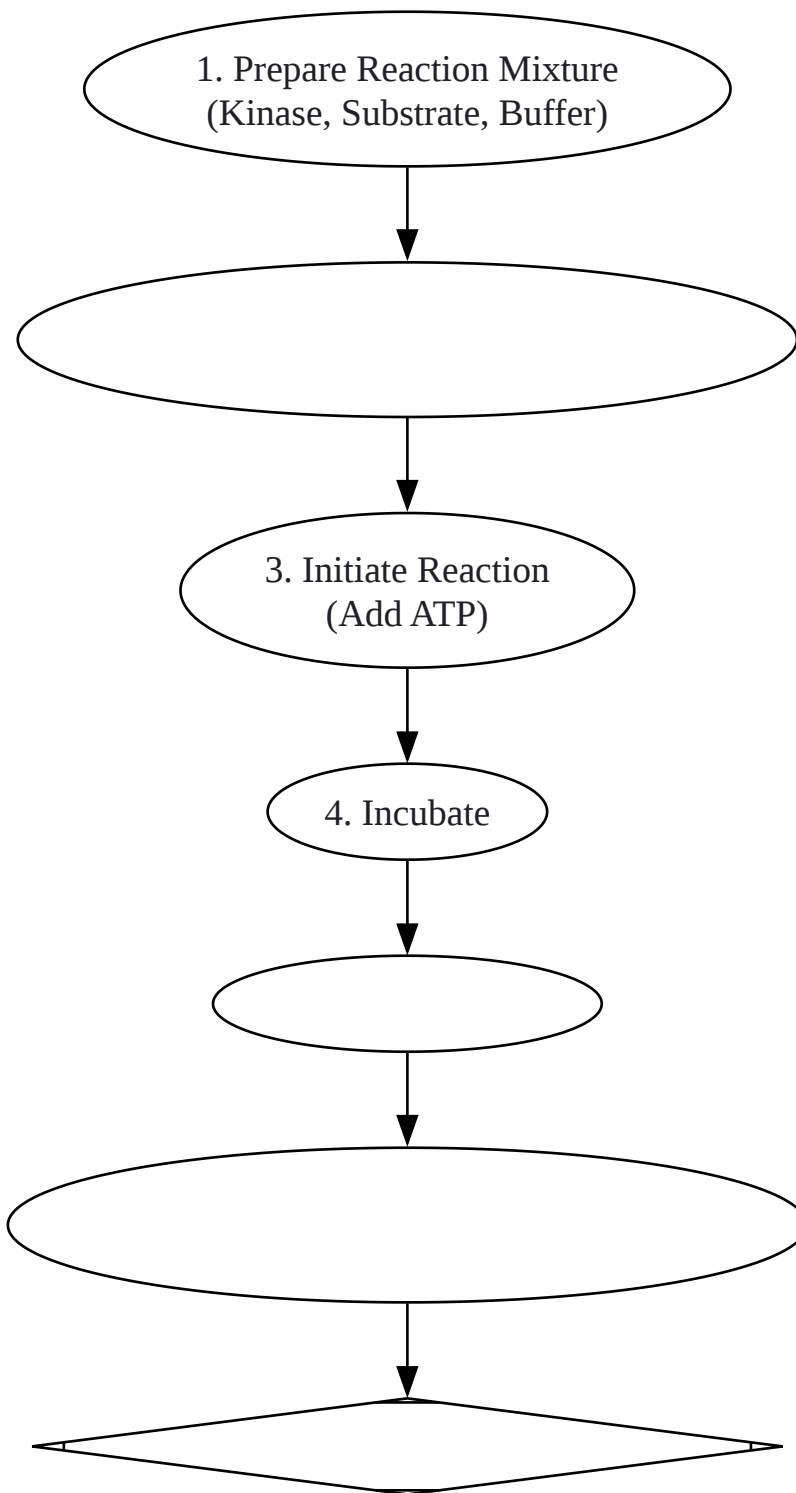 1. Prepare Reaction Mixture
(Kinase, Substrate, Buffer)
3. Initiate Reaction
(Add ATP)
4. Incubate